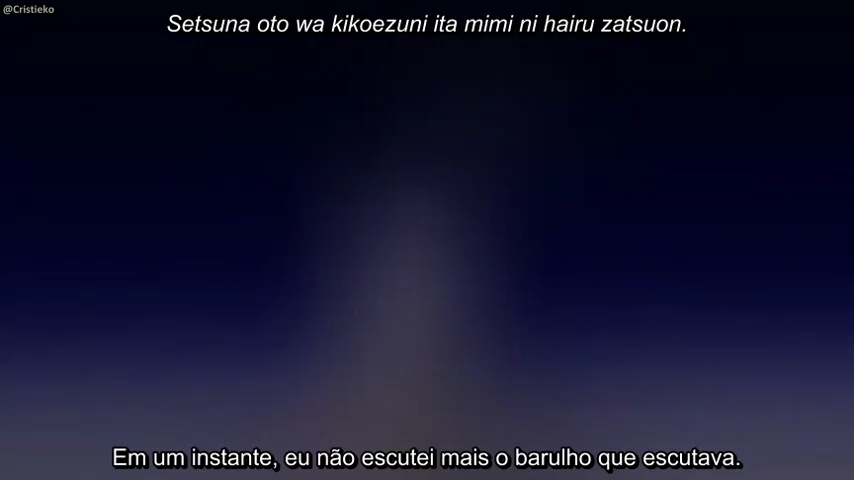 @Cristieko
Setsuna oto wa kikoezuni ita mimi ni hairu zatsuon.
Em um instante, eu não escutei mais o barulho que escutava.